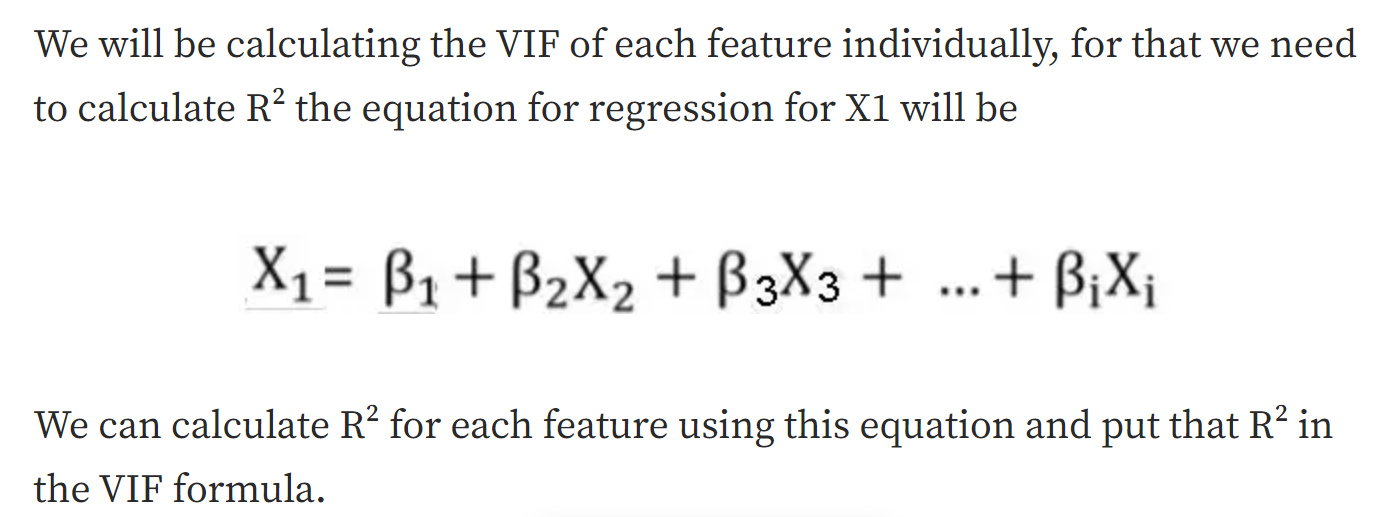 We will be calculating the VIF of each feature individually, for that we need
to calculate R² the equation for regression for X1 will be
X₁= β₁ + β₂X₂ + β₃X₃ + ...+ βᵢXᵢ
We can calculate R² for each feature using this equation and put that R² in
the VIF formula.